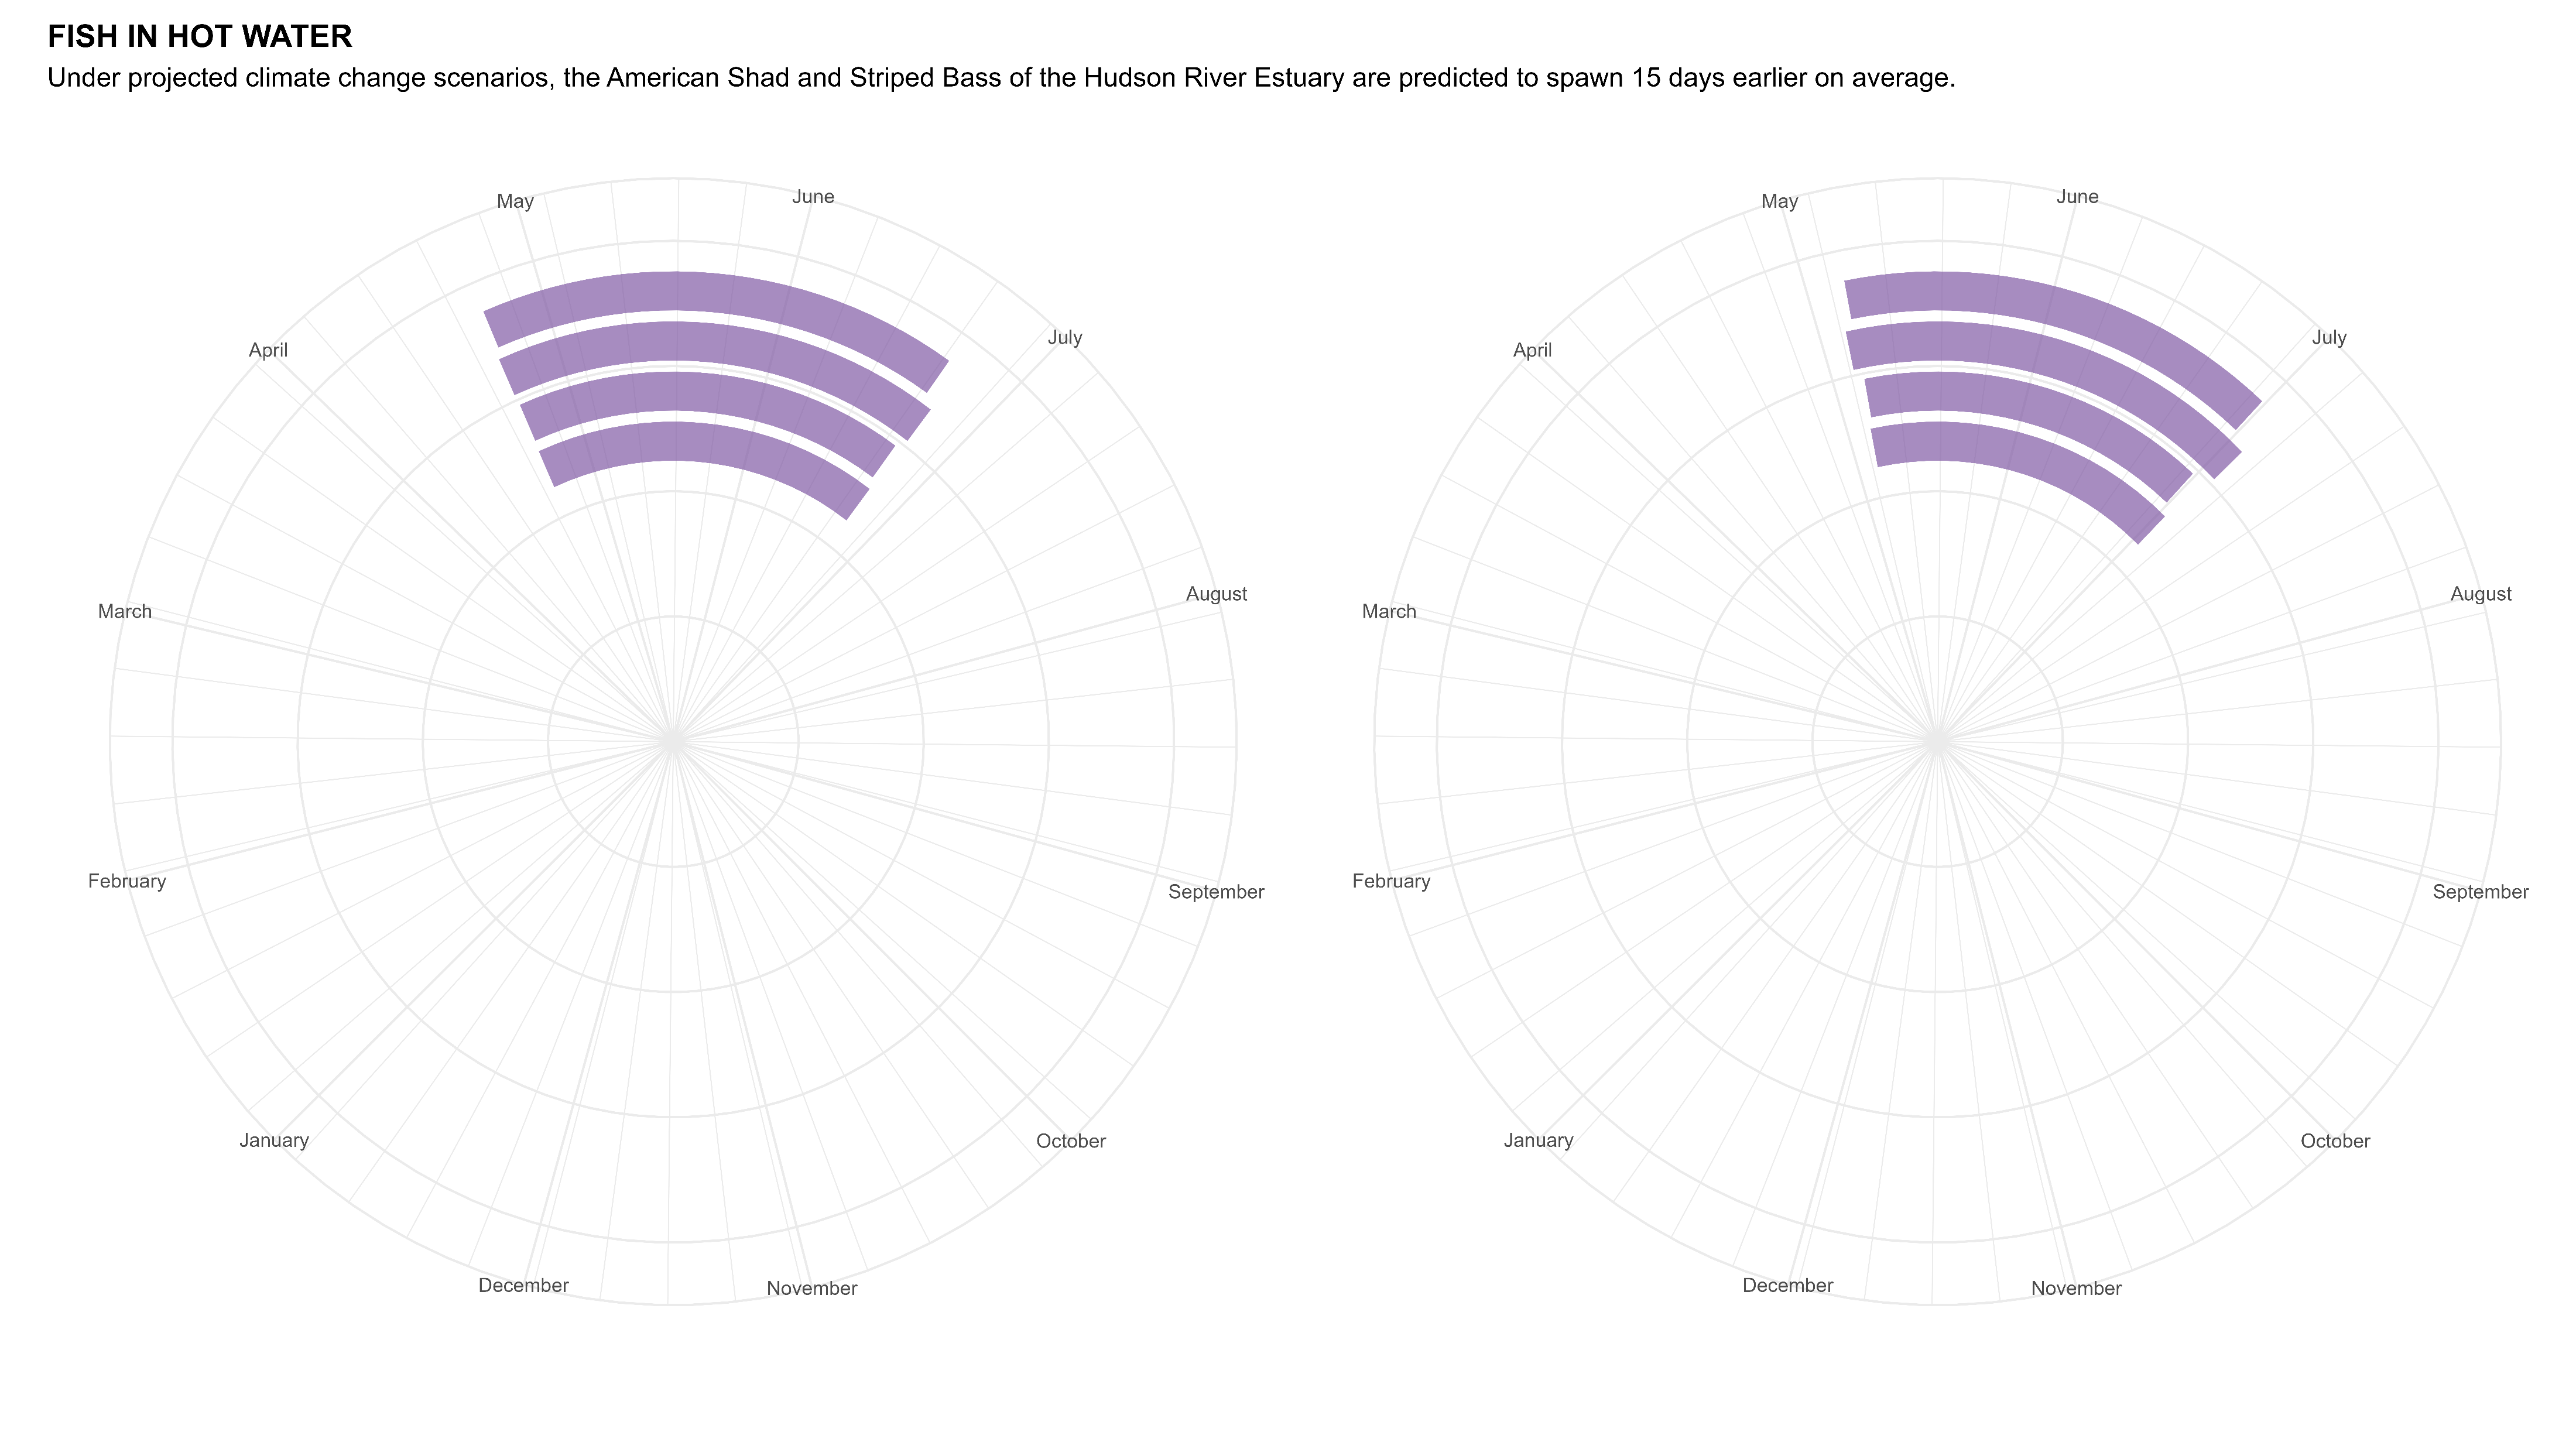 FISH IN HOT WATER
Under projected climate change scenarios, the American Shad and Striped Bass of the Hudson River Estuary are predicted to spawn 15 days earlier on average.
May
June
April
July
March
August
February
September
January
October
December
November
May
June
April
July
March
August
February
September
January
October
December
November